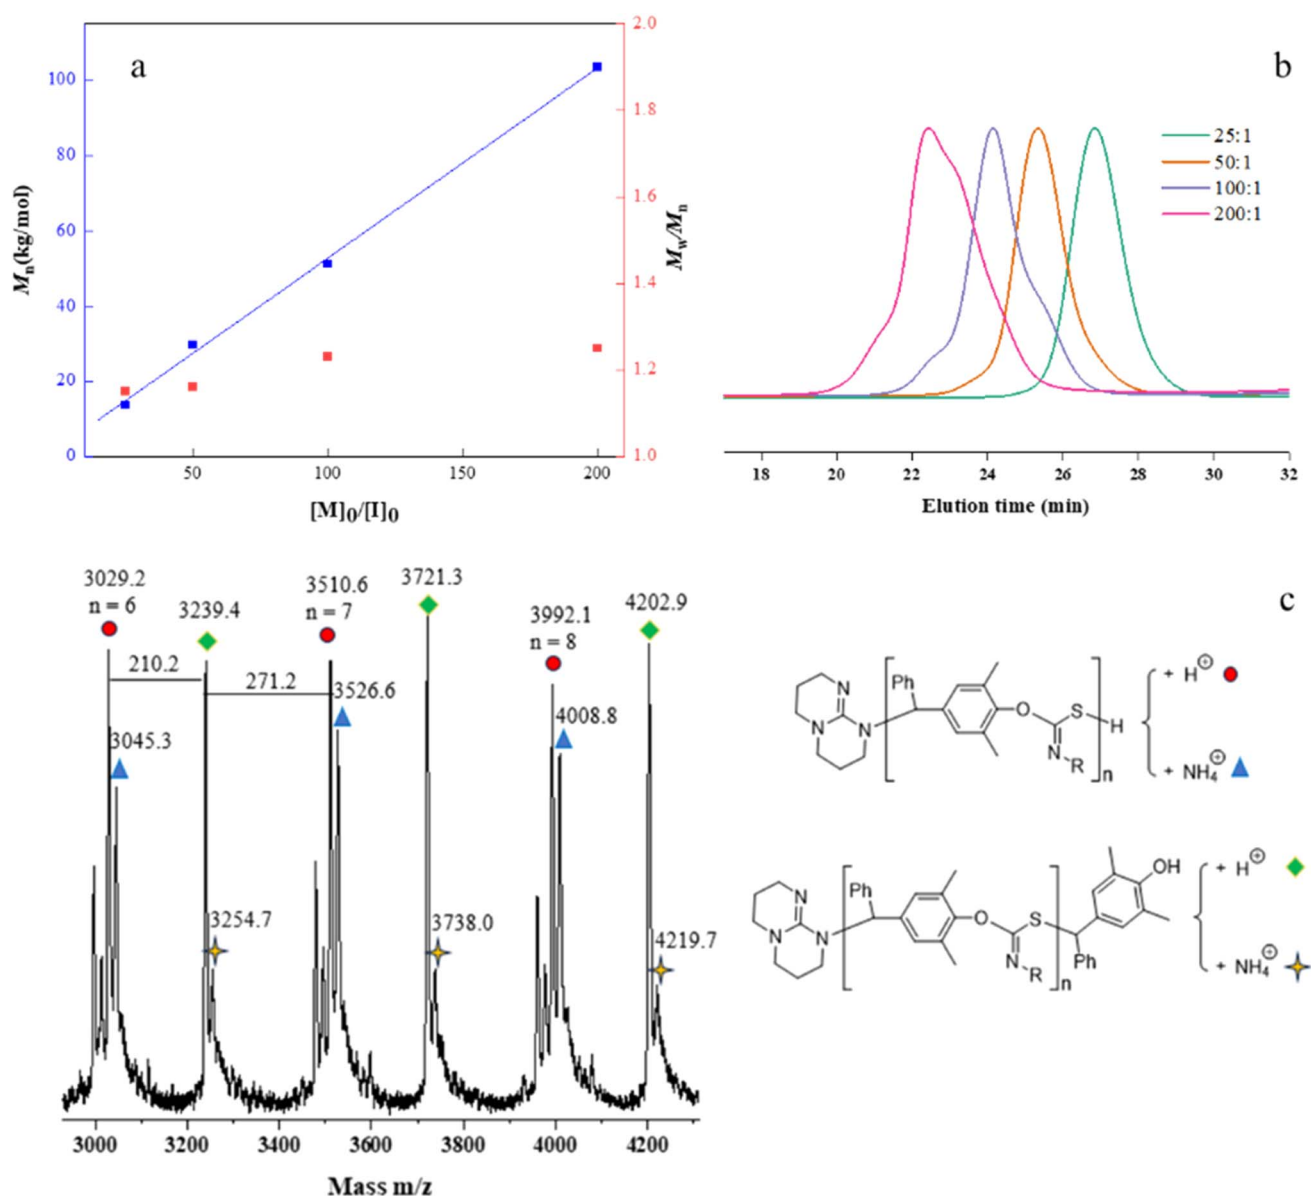 a
Mn(kg/mol)
100
80
60
40
20
0
2.0
1.8
1.6
1.4
1.2
1.0
Mw/Mn
50 100 150 200
[M]0/[I]0
b
25:1
50:1
100:1
200:1
18 20 22 24 26 28 30 32
Elution time (min)
3029.2
n = 6
3239.4
3510.6
n = 7
3721.3
3992.1
n = 8
4202.9
210.2
271.2
3045.3
3526.6
4008.8
3254.7
3738.0
4219.7
3000 3200 3400 3600 3800 4000 4200
Mass m/z
c
N
N
N
Ph
O
S
H
N
R
n
+ H⊕
+ NH4⊕
N
N
N
Ph
O
S
N
R
n
Ph
OH
+ H⊕
+ NH4⊕